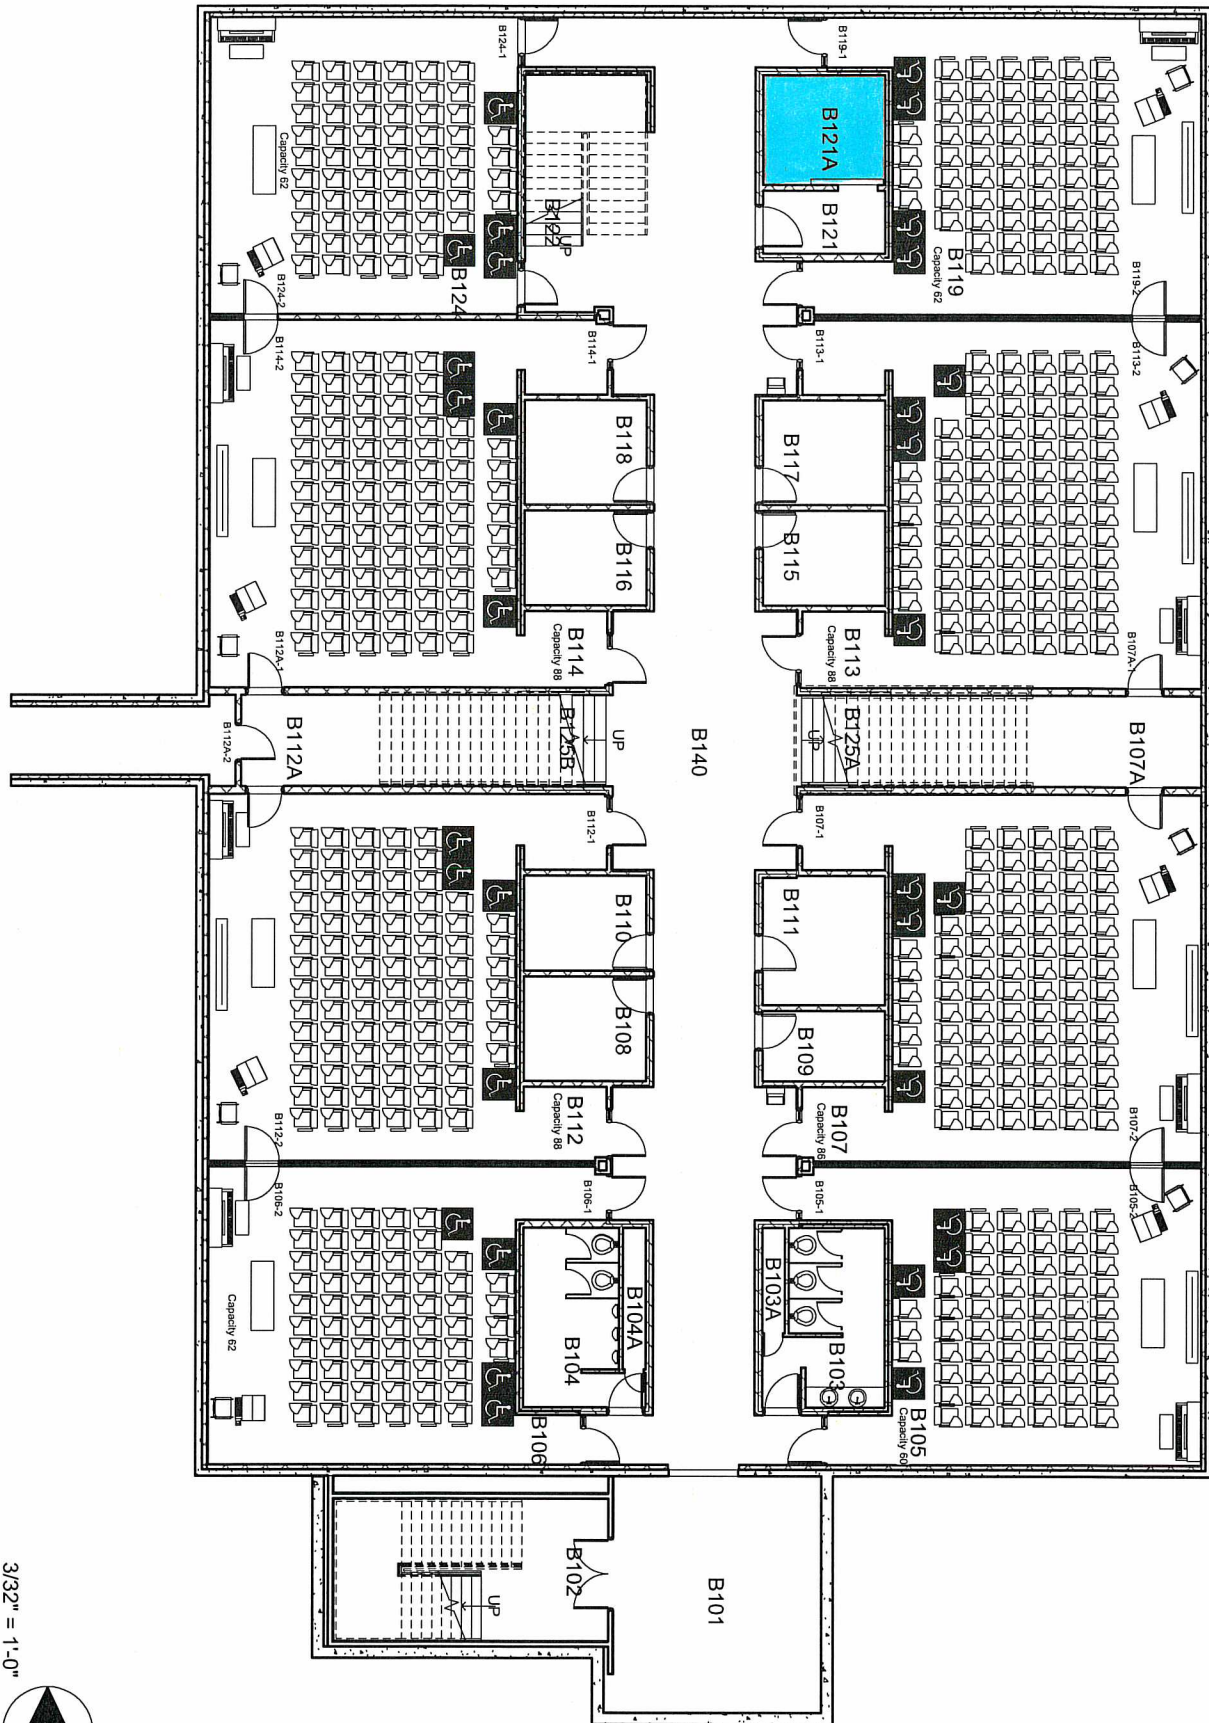 B124-1
B119-1
B121A
Capacity 62
B121
B122
UP
B119
Capacity 62
B124
B124-2
B119-2
B114-2
B114-1
B113-1
B113-2
B118
B117
B116
B115
B114
Capacity 88
B113
Capacity 88
B112A-1
B107A-1
B112A-2
B112A
B125B
UP
B140
UP
B125A
B107A
B112-1
B107-1
B110
B111
B108
B109
B112
Capacity 88
B107
Capacity 86
B112-2
B107-2
B106-2
B106-1
B105-1
B105-2
Capacity 62
B104A
B104
B103A
B103
B106
B105
Capacity 60
B102
UP
B101
3/32" = 1'-0"